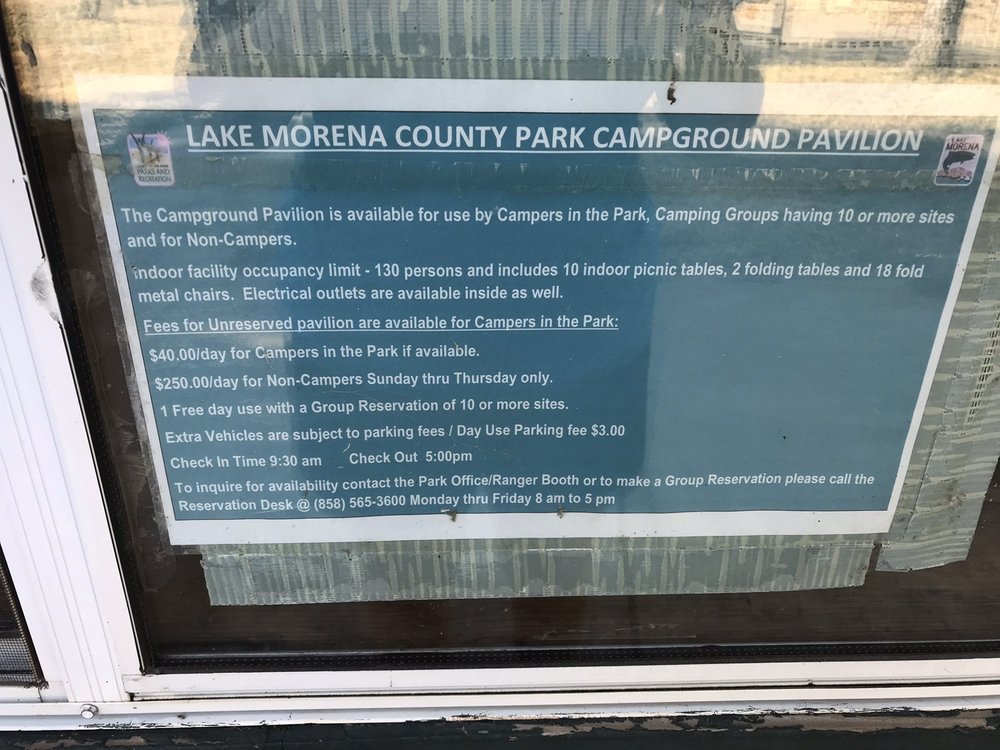 LAKE MORENA COUNTY PARK CAMPGROUND PAVILION
PARKS AND
RECREATION
LAKE
MORENA
The Campground Pavilion is available for use by Campers in the Park, Camping Groups having 10 or more sites
and for Non-Campers.
Indoor facility occupancy limit - 130 persons and includes 10 indoor picnic tables, 2 folding tables and 18 fold
metal chairs. Electrical outlets are available inside as well.
Fees for Unreserved pavilion are available for Campers in the Park:
$40.00/day for Campers in the Park if available.
$250.00/day for Non-Campers Sunday thru Thursday only.
1 Free day use with a Group Reservation of 10 or more sites.
Extra Vehicles are subject to parking fees / Day Use Parking fee $3.00
Check In Time 9:30 am Check Out 5:00pm
To inquire for availability contact the Park Office/Ranger Booth or to make a Group Reservation please call the
Reservation Desk @ (858) 565-3600 Monday thru Friday 8 am to 5 pm